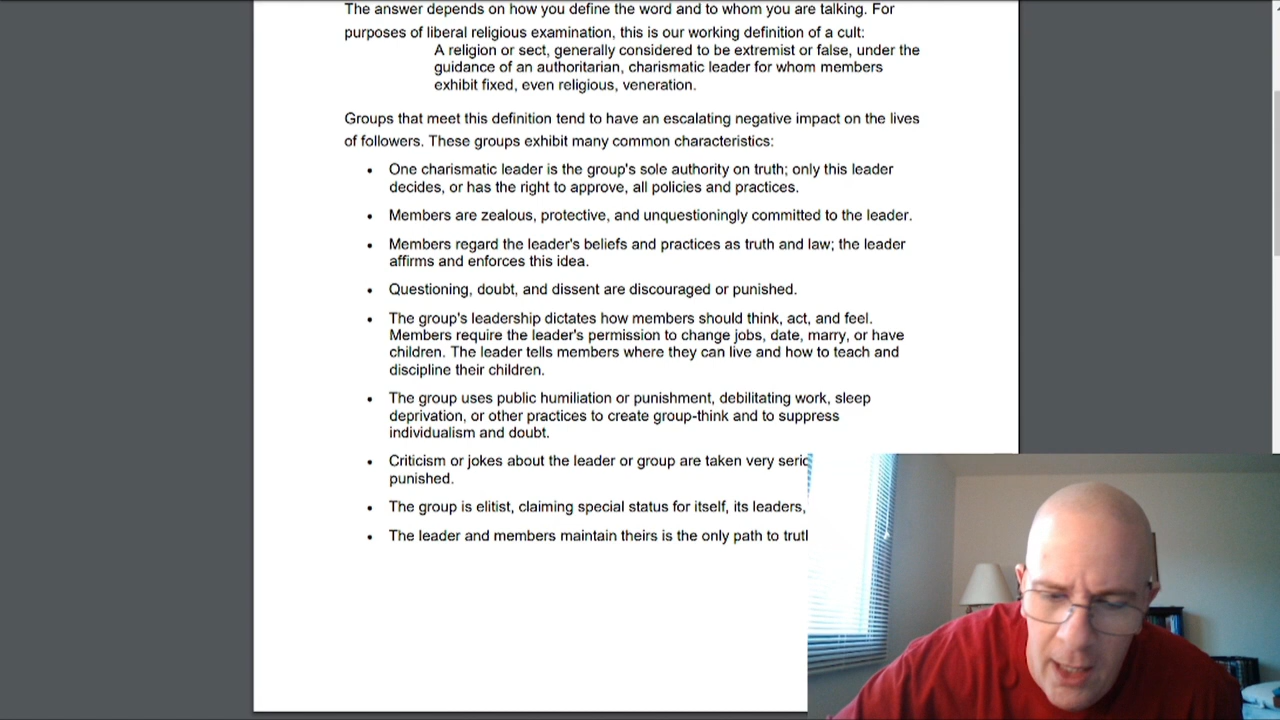 The answer depends on how you define the word and to whom you are talking. For
purposes of liberal religious examination, this is our working definition of a cult:
A religion or sect, generally considered to be extremist or false, under the
guidance of an authoritarian, charismatic leader for whom members
exhibit fixed, even religious, veneration.
Groups that meet this definition tend to have an escalating negative impact on the lives
of followers. These groups exhibit many common characteristics:
• One charismatic leader is the group's sole authority on truth; only this leader
decides, or has the right to approve, all policies and practices.
• Members are zealous, protective, and unquestioningly committed to the leader.
• Members regard the leader's beliefs and practices as truth and law; the leader
affirms and enforces this idea.
• Questioning, doubt, and dissent are discouraged or punished.
• The group's leadership dictates how members should think, act, and feel.
Members require the leader's permission to change jobs, date, marry, or have
children. The leader tells members where they can live and how to teach and
discipline their children.
• The group uses public humiliation or punishment, debilitating work, sleep
deprivation, or other practices to create group-think and to suppress
individualism and doubt.
• Criticism or jokes about the leader or group are taken very
punished.
• The group is elitist, claiming special status for itself, its leaders,
• The leader and members maintain theirs is the only path to